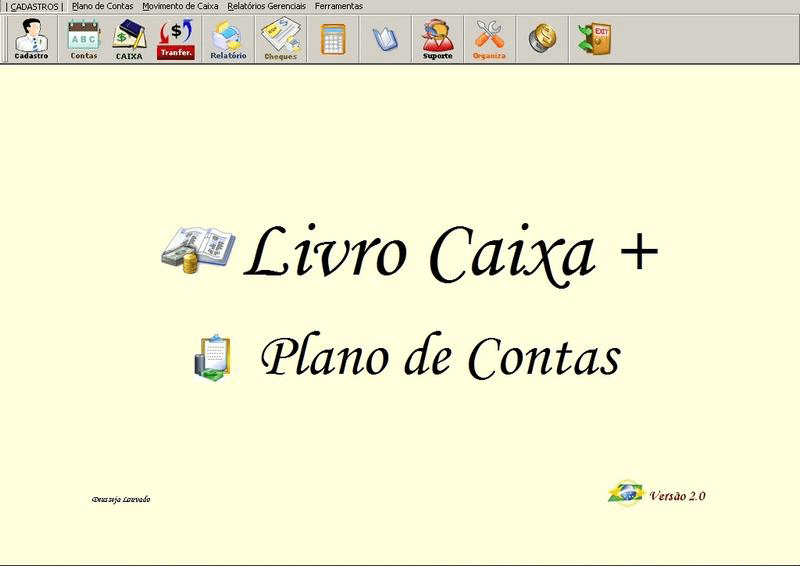 | CADASTROS | Plano de Contas Movimento de Caixa Relatórios Gerenciais Ferramentas
Cadastro Contas CAIXA Tranfer. Relatório Cheques Suporte Organiza
ABC
EXIT
Livro Caixa +
Plano de Contas
Deus seja Louvado
Versão 2.0